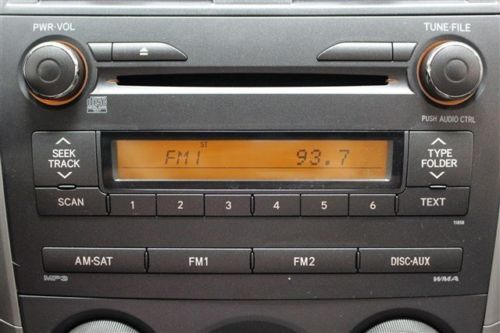 PWR·VOL
TUNE·FILE
PUSH AUDIO CTRL
ST
FM1 93.7
SEEK TRACK
TYPE FOLDER
SCAN 1 2 3 4 5 6 TEXT
AM·SAT FM1 FM2 DISC·AUX
MP3 WMA